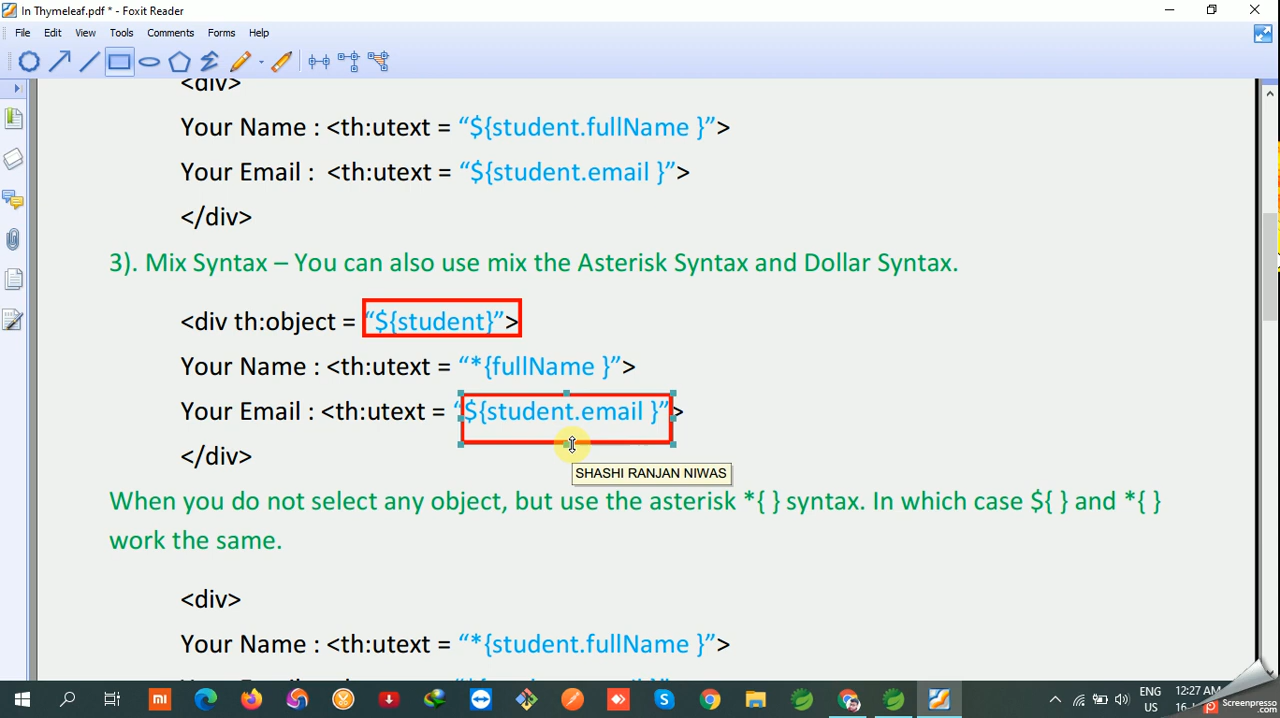 In Thymeleaf.pdf * - Foxit Reader
File Edit View Tools Comments Forms Help
<div>
Your Name : <th:utext = “${student.fullName }”>
Your Email :  <th:utext = “${student.email }”>
</div>
3). Mix Syntax – You can also use mix the Asterisk Syntax and Dollar Syntax.
<div th:object = “${student}”>
Your Name : <th:utext = “*{fullName }”>
Your Email : <th:utext = “${student.email }”>
SHASHI RANJAN NIWAS
</div>
When you do not select any object, but use the asterisk *{ } syntax. In which case ${ } and *{ }
work the same.
<div>
Your Name : <th:utext = “*{student.fullName }”>
ENG
US
12:27 AM
Screenpresso
.com